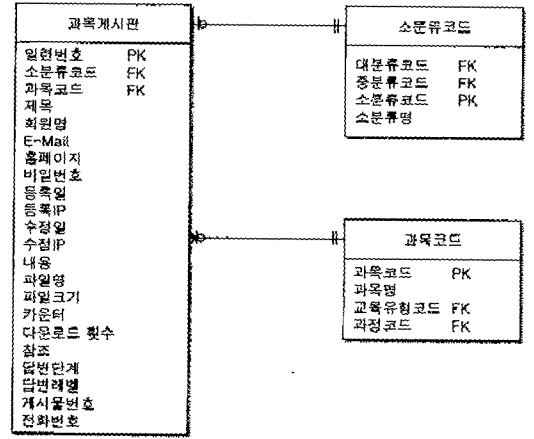 과목게시판
일련번호 PK
소분류코드 FK
과목코드 FK
제목
회원명
E-Mail
홈페이지
비밀번호
등록일
등록IP
수정일
수정IP
내용
파일명
파일크기
카운터
다운로드 횟수
참조
답변단계
답변레벨
게시물번호
전화번호
소분류코드
대분류코드 FK
중분류코드 FK
소분류코드 PK
소분류명
과목코드
과목코드 PK
과목명
교육유형코드 FK
과정코드 FK